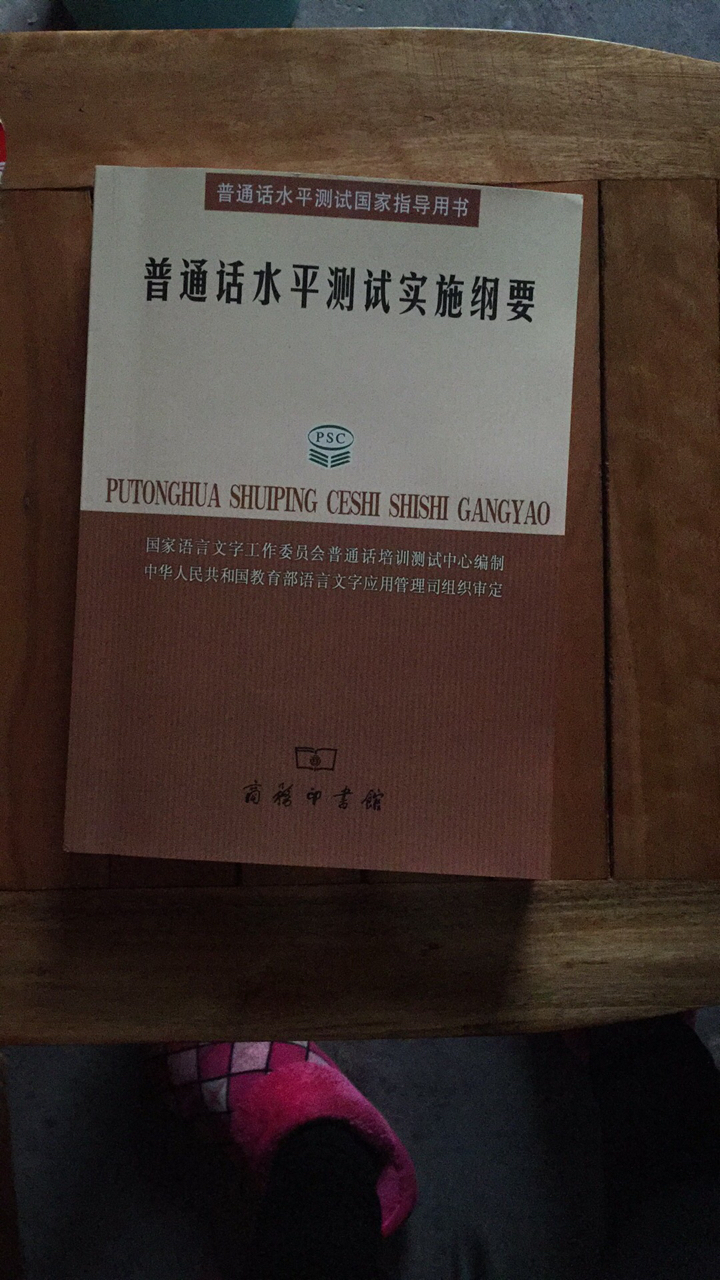 普通话水平测试国家指导用书
普通话水平测试实施纲要
PSC
PUTONGHUA SHUIPING CESHI SHISHI GANGYAO
国家语言文字工作委员会普通话培训测试中心编制
中华人民共和国教育部语言文字应用管理司组织审定
商務印書館